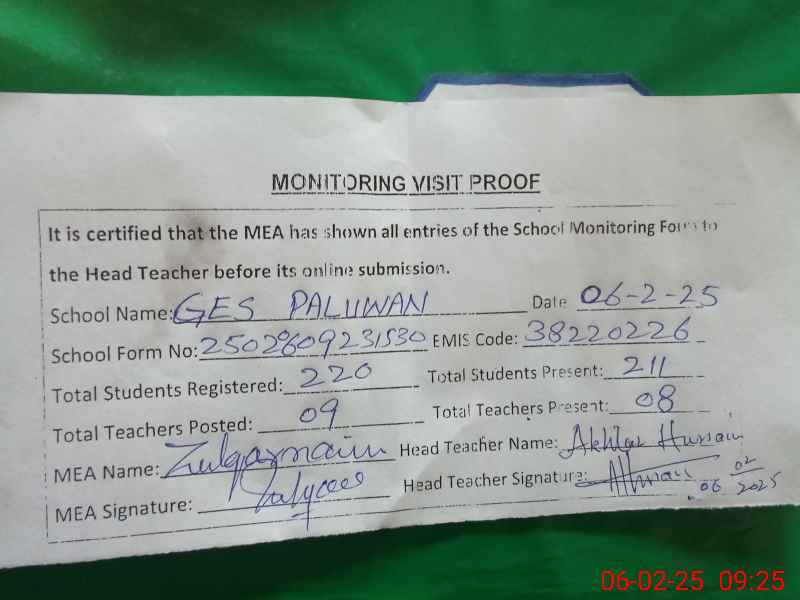 MONITORING VISIT PROOF
It is certified that the MEA has shown all entries of the School Monitoring Form to
the Head Teacher before its online submission.
School Name: GES PALUWAN Date 06-2-25
School Form No: 2502609231530 EMIS Code: 38220226
Total Students Registered: 220 Total Students Present: 211
Total Teachers Posted: 09 Total Teachers Present: 08
MEA Name: Zulqarnain Head Teacher Name: Akhtar Hussain
MEA Signature: Head Teacher Signature: 06 02 2025
06-02-25 09:25